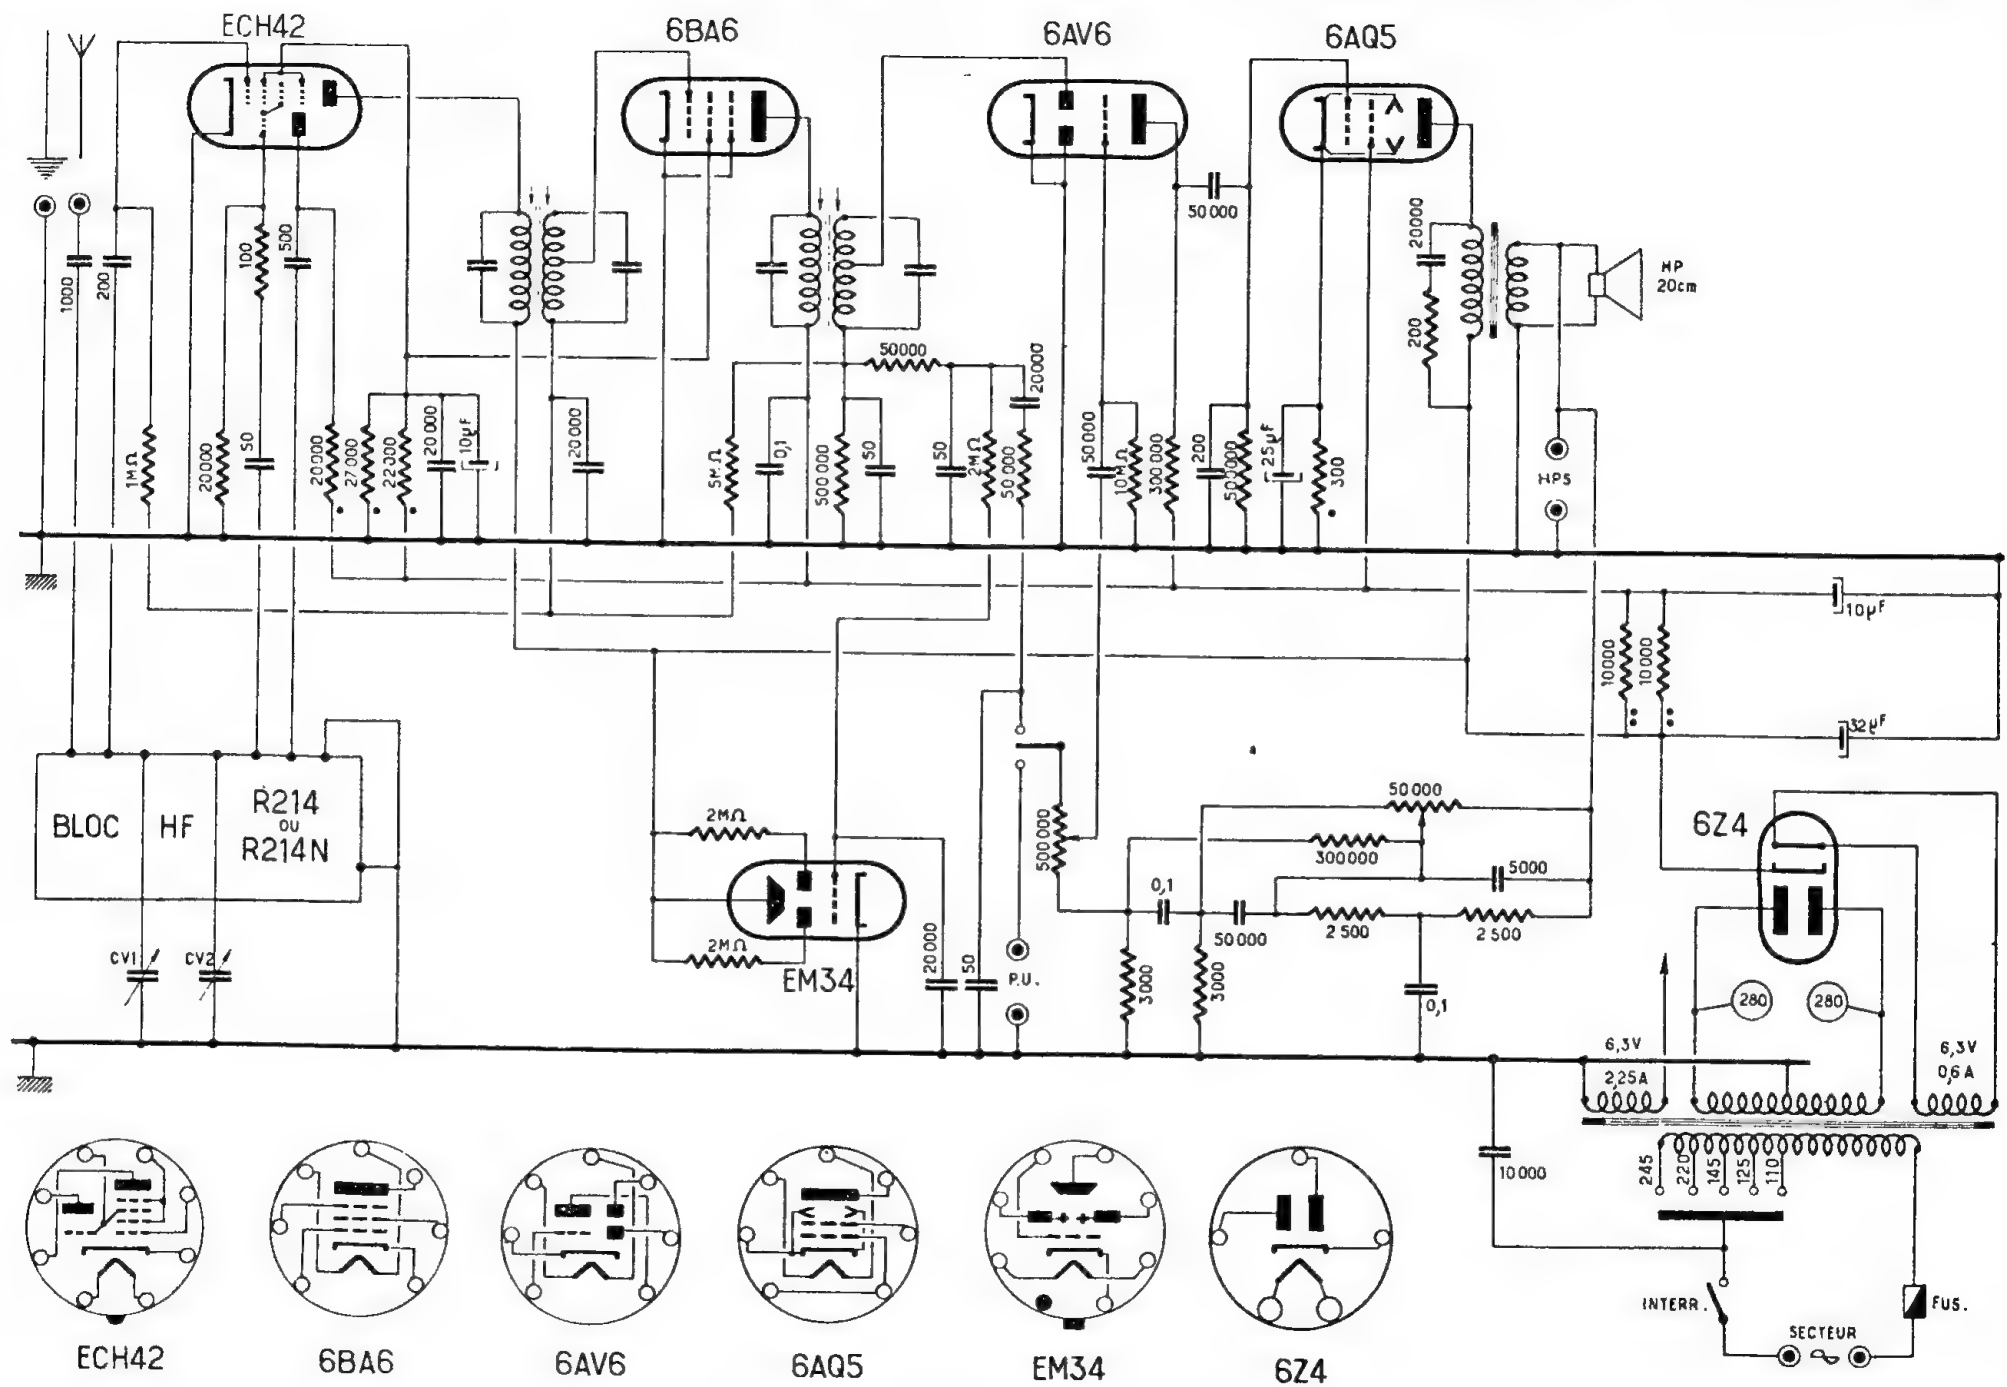 ECH42
6BA6
6AV6
6AQ5
1000
200
100
500
50000
20000
200
HP
20cm
50000
20000
1MΩ
20000
50
20000
27000
22000
20000
10µF
20000
5MΩ
0,1
500000
50
50
2MΩ
50000
50000
10MΩ
300000
200
500000
25µF
300
HPS
10µF
10000
10000
32µF
BLOC
HF
R214
OU
R214N
2MΩ
500000
50000
300000
5000
6Z4
0,1
50000
2500
2500
CV1
CV2
2MΩ
EM34
20000
50
P.U.
3000
3000
0,1
280
280
6,3V
2,25A
6,3V
0,6A
10000
245
220
145
125
110
INTERR.
FUS.
SECTEUR
ECH42
6BA6
6AV6
6AQ5
EM34
6Z4